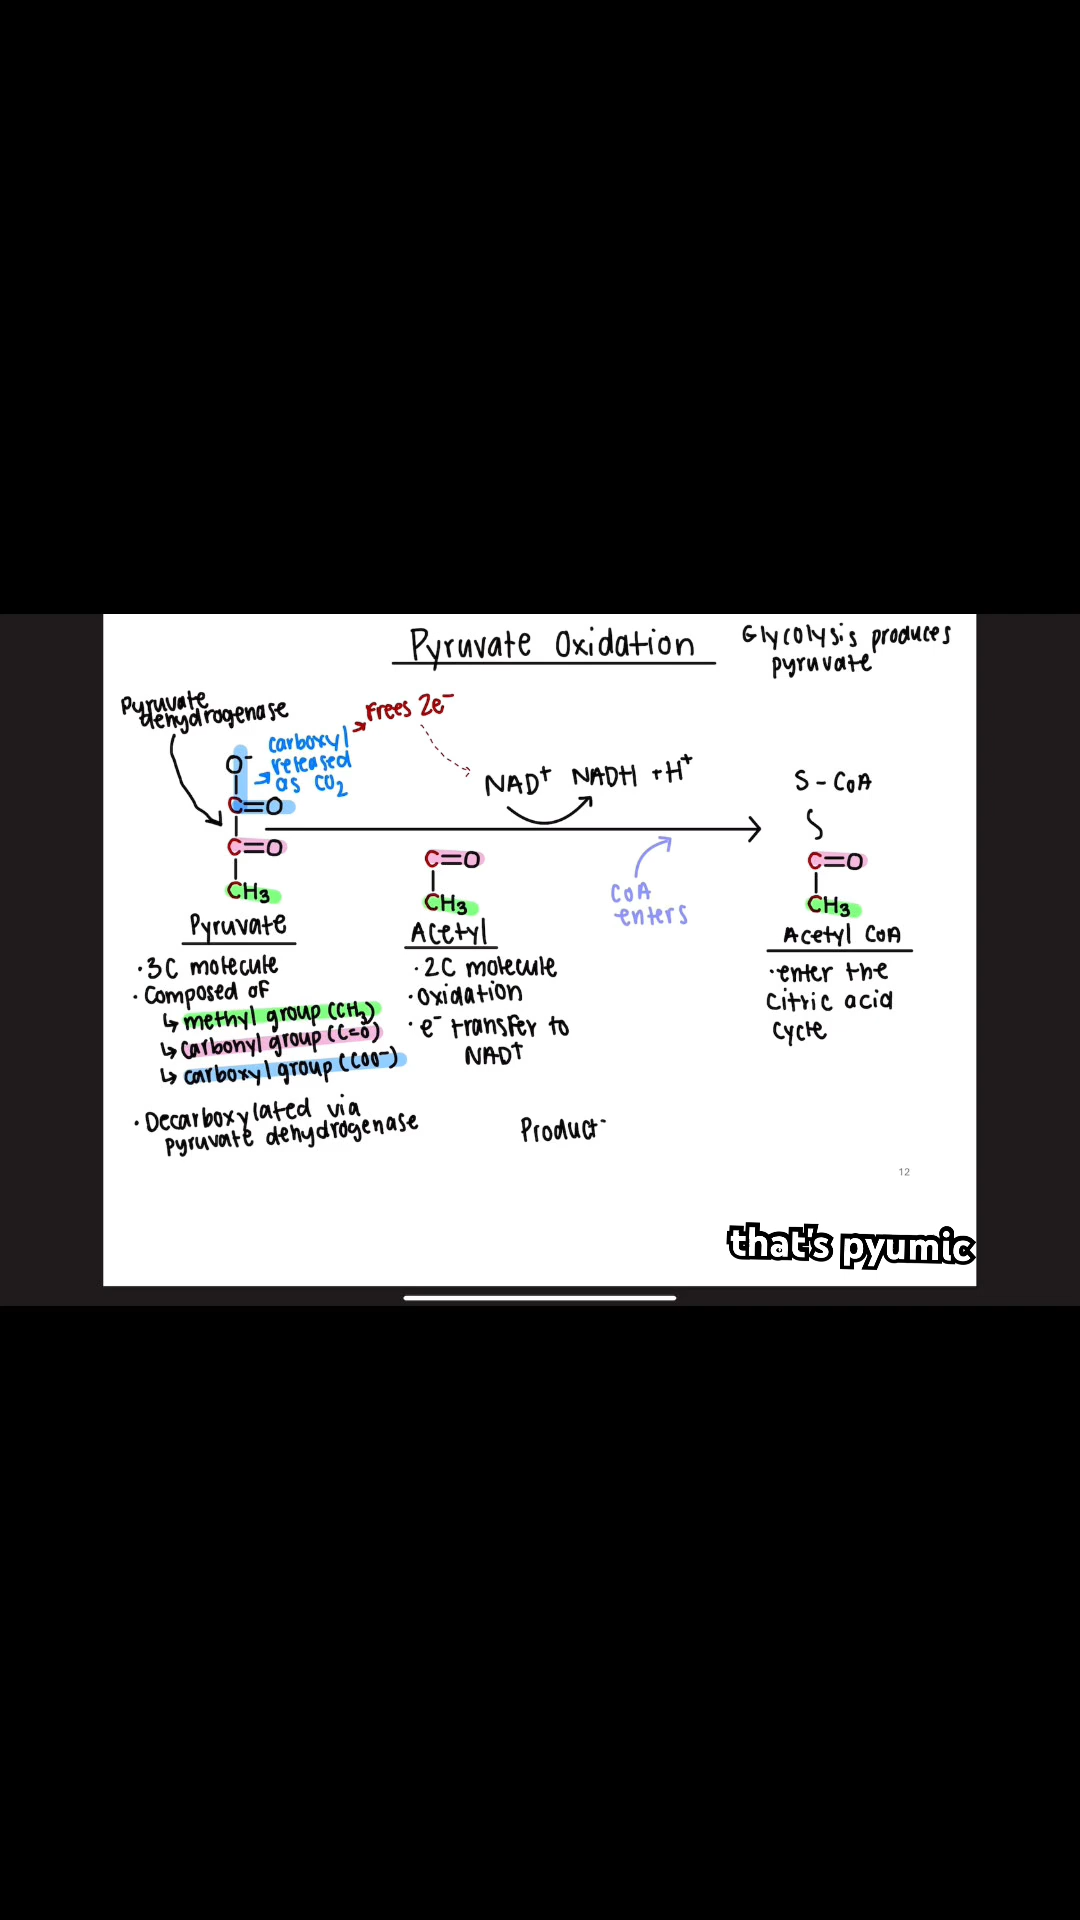 Pyruvate Oxidation
Glycolysis produces
pyruvate
Pyruvate
dehydrogenase
Frees 2e⁻
carboxyl
released
as CO₂
O⁻
C=O
C=O
CH₃
Pyruvate
NAD⁺ NADH +H⁺
S - CoA
S
C=O
CH₃
Acetyl
CoA
enters
C=O
CH₃
Acetyl CoA
·3C molecule
·Composed of
↳ methyl group (CH₃)
↳ carbonyl group (C=O)
↳ carboxyl group (COO⁻)
·Decarboxylated via
pyruvate dehydrogenase
·2C molecule
·Oxidation
·e⁻ transfer to
NAD⁺
·enter the
citric acid
cycle
Product
12
that's pyumic